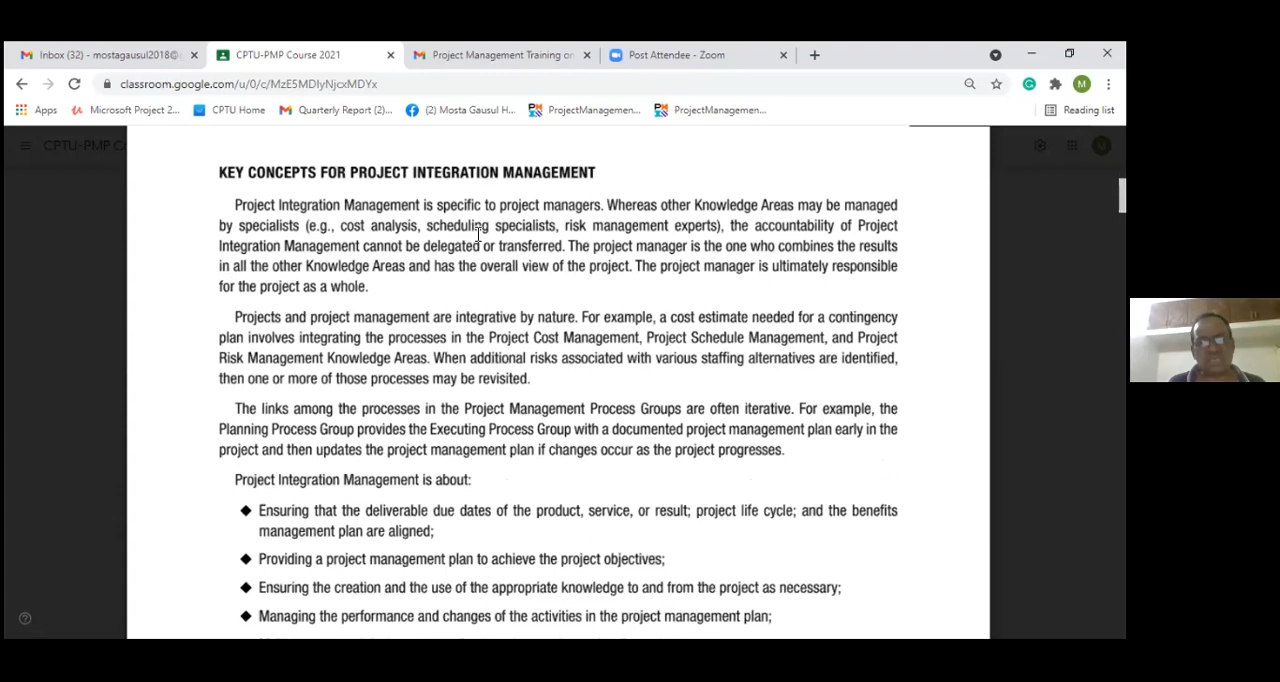 Inbox (32) - mostagausul2018@
CPTU-PMP Course 2021
Project Management Training on
Post Attendee - Zoom
classroom.google.com/u/0/c/MzE5MDIyNjcxMDYx
Apps
Microsoft Project 2...
CPTU Home
Quarterly Report (2)...
(2) Mosta Gausul H...
ProjectManagemen...
ProjectManagemen...
Reading list
CPTU-PMP C
KEY CONCEPTS FOR PROJECT INTEGRATION MANAGEMENT
Project Integration Management is specific to project managers. Whereas other Knowledge Areas may be managed
by specialists (e.g., cost analysis, scheduling specialists, risk management experts), the accountability of Project
Integration Management cannot be delegated or transferred. The project manager is the one who combines the results
in all the other Knowledge Areas and has the overall view of the project. The project manager is ultimately responsible
for the project as a whole.
Projects and project management are integrative by nature. For example, a cost estimate needed for a contingency
plan involves integrating the processes in the Project Cost Management, Project Schedule Management, and Project
Risk Management Knowledge Areas. When additional risks associated with various staffing alternatives are identified,
then one or more of those processes may be revisited.
The links among the processes in the Project Management Process Groups are often iterative. For example, the
Planning Process Group provides the Executing Process Group with a documented project management plan early in the
project and then updates the project management plan if changes occur as the project progresses.
Project Integration Management is about:
◆ Ensuring that the deliverable due dates of the product, service, or result; project life cycle; and the benefits
management plan are aligned;
◆ Providing a project management plan to achieve the project objectives;
◆ Ensuring the creation and the use of the appropriate knowledge to and from the project as necessary;
◆ Managing the performance and changes of the activities in the project management plan;